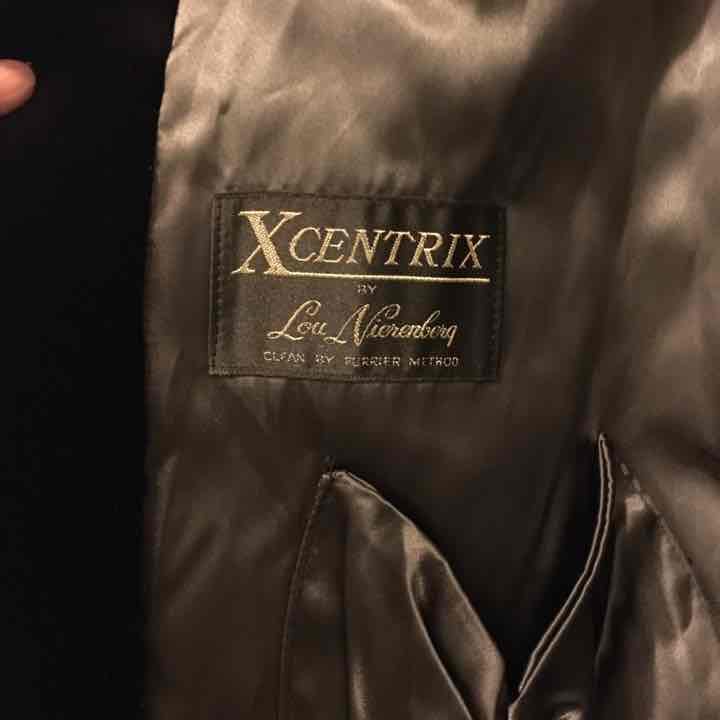 XCENTRIX
BY
Lou Nierenberg
CLEAN BY FURRIER METHOD